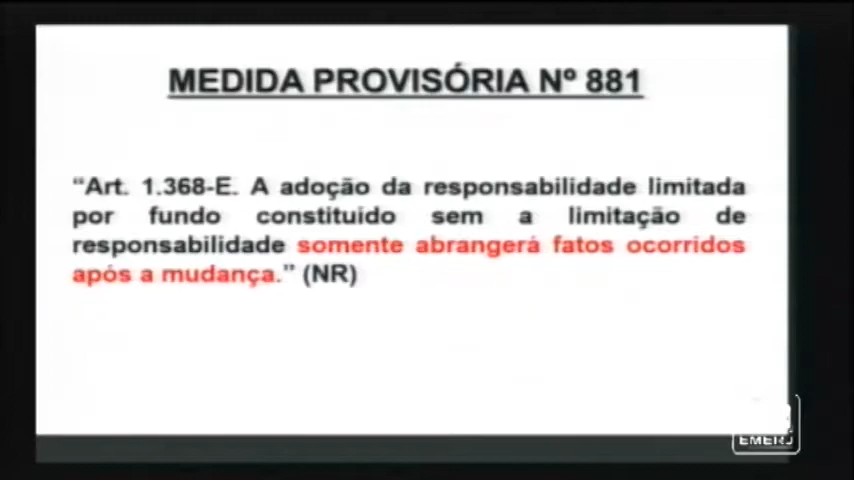 MEDIDA PROVISÓRIA Nº 881
“Art. 1.368-E. A adoção da responsabilidade limitada
por fundo constituído sem a limitação de
responsabilidade somente abrangerá fatos ocorridos
após a mudança.” (NR)
EMERJ